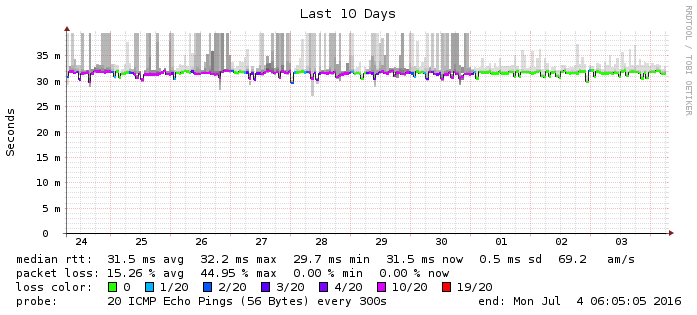 Last 10 Days
RRDTOOL / TOBI OETIKER
Seconds
35 m
30 m
25 m
20 m
15 m
10 m
5 m
0
24 25 26 27 28 29 30 01 02 03
median rtt: 31.5 ms avg 32.2 ms max 29.7 ms min 31.5 ms now 0.5 ms sd 69.2 am/s
packet loss: 15.26 % avg 44.95 % max 0.00 % min 0.00 % now
loss color: 0 1/20 2/20 3/20 4/20 10/20 19/20
probe: 20 ICMP Echo Pings (56 Bytes) every 300s end: Mon Jul 4 06:05:05 2016